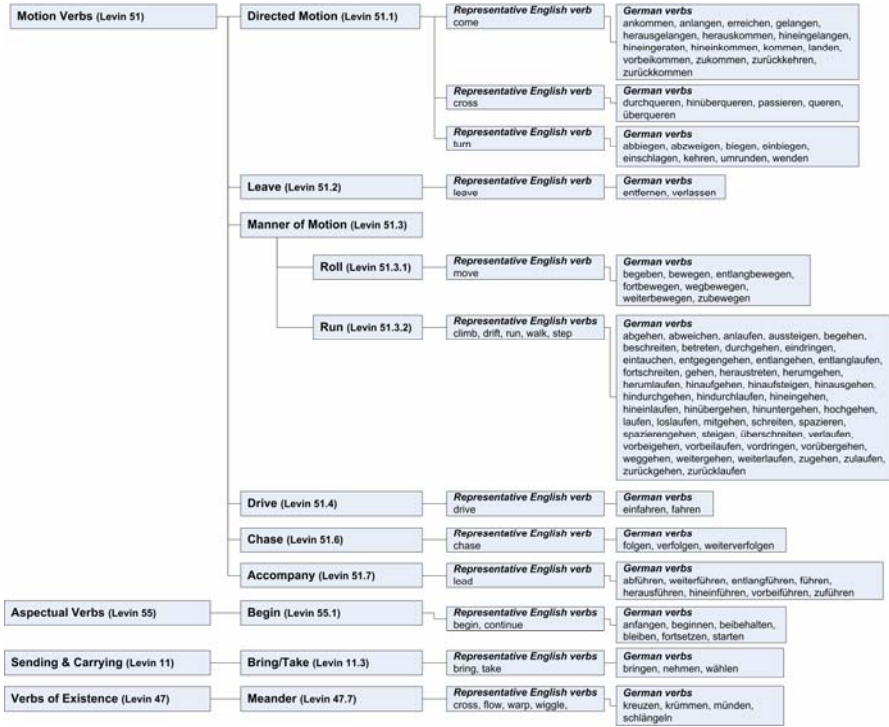 Motion Verbs (Levin 51)
Directed Motion (Levin 51.1)
Representative English verb
come
German verbs
ankommen, anlangen, erreichen, gelangen,
herausgelangen, herauskommen, hineingelangen,
hineingeraten, hineinkommen, kommen, landen,
vorbeikommen, zukommen, zurückkehren,
zurückkommen
Representative English verb
cross
German verbs
durchqueren, hinüberqueren, passieren, queren,
überqueren
Representative English verb
turn
German verbs
abbiegen, abzweigen, biegen, einbiegen,
einschlagen, kehren, umrunden, wenden
Leave (Levin 51.2)
Representative English verb
leave
German verbs
entfernen, verlassen
Manner of Motion (Levin 51.3)
Roll (Levin 51.3.1)
Representative English verb
move
German verbs
begeben, bewegen, entlangbewegen,
fortbewegen, wegbewegen,
weiterbewegen, zubewegen
Run (Levin 51.3.2)
Representative English verbs
climb, drift, run, walk, step
German verbs
abgehen, abweichen, anlaufen, aussteigen, begehen,
beschreiten, betreten, durchgehen, eindringen,
eintauchen, entgegengehen, entlanggehen, entlanglaufen,
fortschreiten, gehen, heraustreten, herumgehen,
herumlaufen, hinaufgehen, hinaufsteigen, hinausgehen,
hindurchgehen, hindurchlaufen, hineingehen,
hineinlaufen, hinübergehen, hinuntergehen, hochgehen,
laufen, loslaufen, mitgehen, schreiten, spazieren,
spazierengehen, steigen, überschreiten, verlaufen,
vorbeigehen, vorbeilaufen, vordringen, vorübergehen,
weggehen, weitergehen, weiterlaufen, zugehen, zulaufen,
zurückgehen, zurücklaufen
Drive (Levin 51.4)
Representative English verb
drive
German verbs
einfahren, fahren
Chase (Levin 51.6)
Representative English verb
chase
German verbs
folgen, verfolgen, weiterverfolgen
Accompany (Levin 51.7)
Representative English verb
lead
German verbs
abführen, weiterführen, entlangführen, führen,
herausführen, hineinführen, vorbeiführen, zuführen
Aspectual Verbs (Levin 55)
Begin (Levin 55.1)
Representative English verbs
begin, continue
German verbs
anfangen, beginnen, beibehalten,
bleiben, fortsetzen, starten
Sending & Carrying (Levin 11)
Bring/Take (Levin 11.3)
Representative English verbs
bring, take
German verbs
bringen, nehmen, wählen
Verbs of Existence (Levin 47)
Meander (Levin 47.7)
Representative English verbs
cross, flow, warp, wiggle,
German verbs
kreuzen, krümmen, münden,
schlängeln